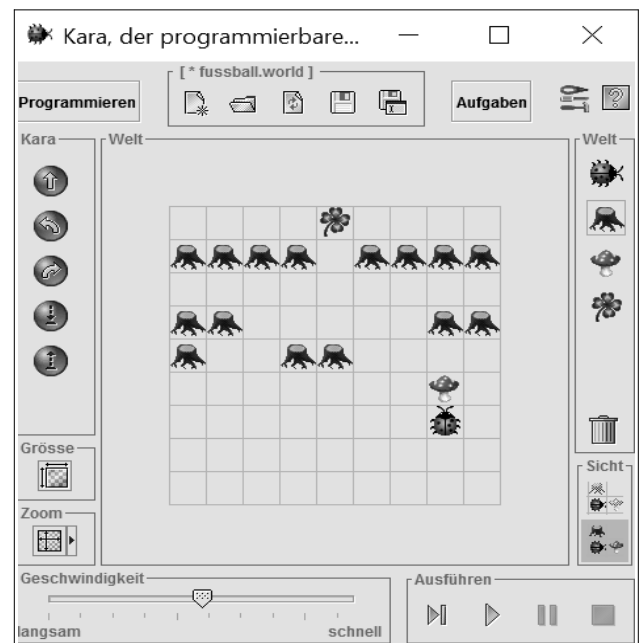 Kara, der programmierbare...
[ * fussball.world ]
Programmieren
Aufgaben
Kara
Welt
Welt
Grösse
Sicht
Zoom
Geschwindigkeit
Ausführen
langsam
schnell